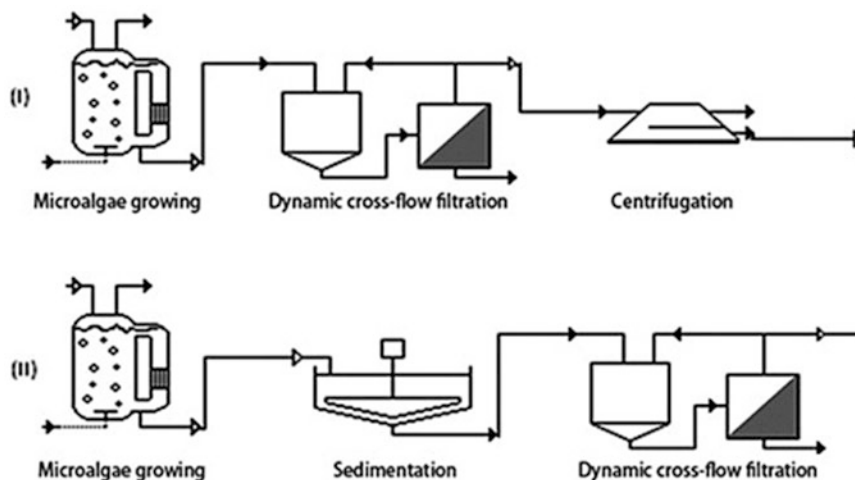 (I)
Microalgae growing
Dynamic cross-flow filtration
Centrifugation
(II)
Microalgae growing
Sedimentation
Dynamic cross-flow filtration